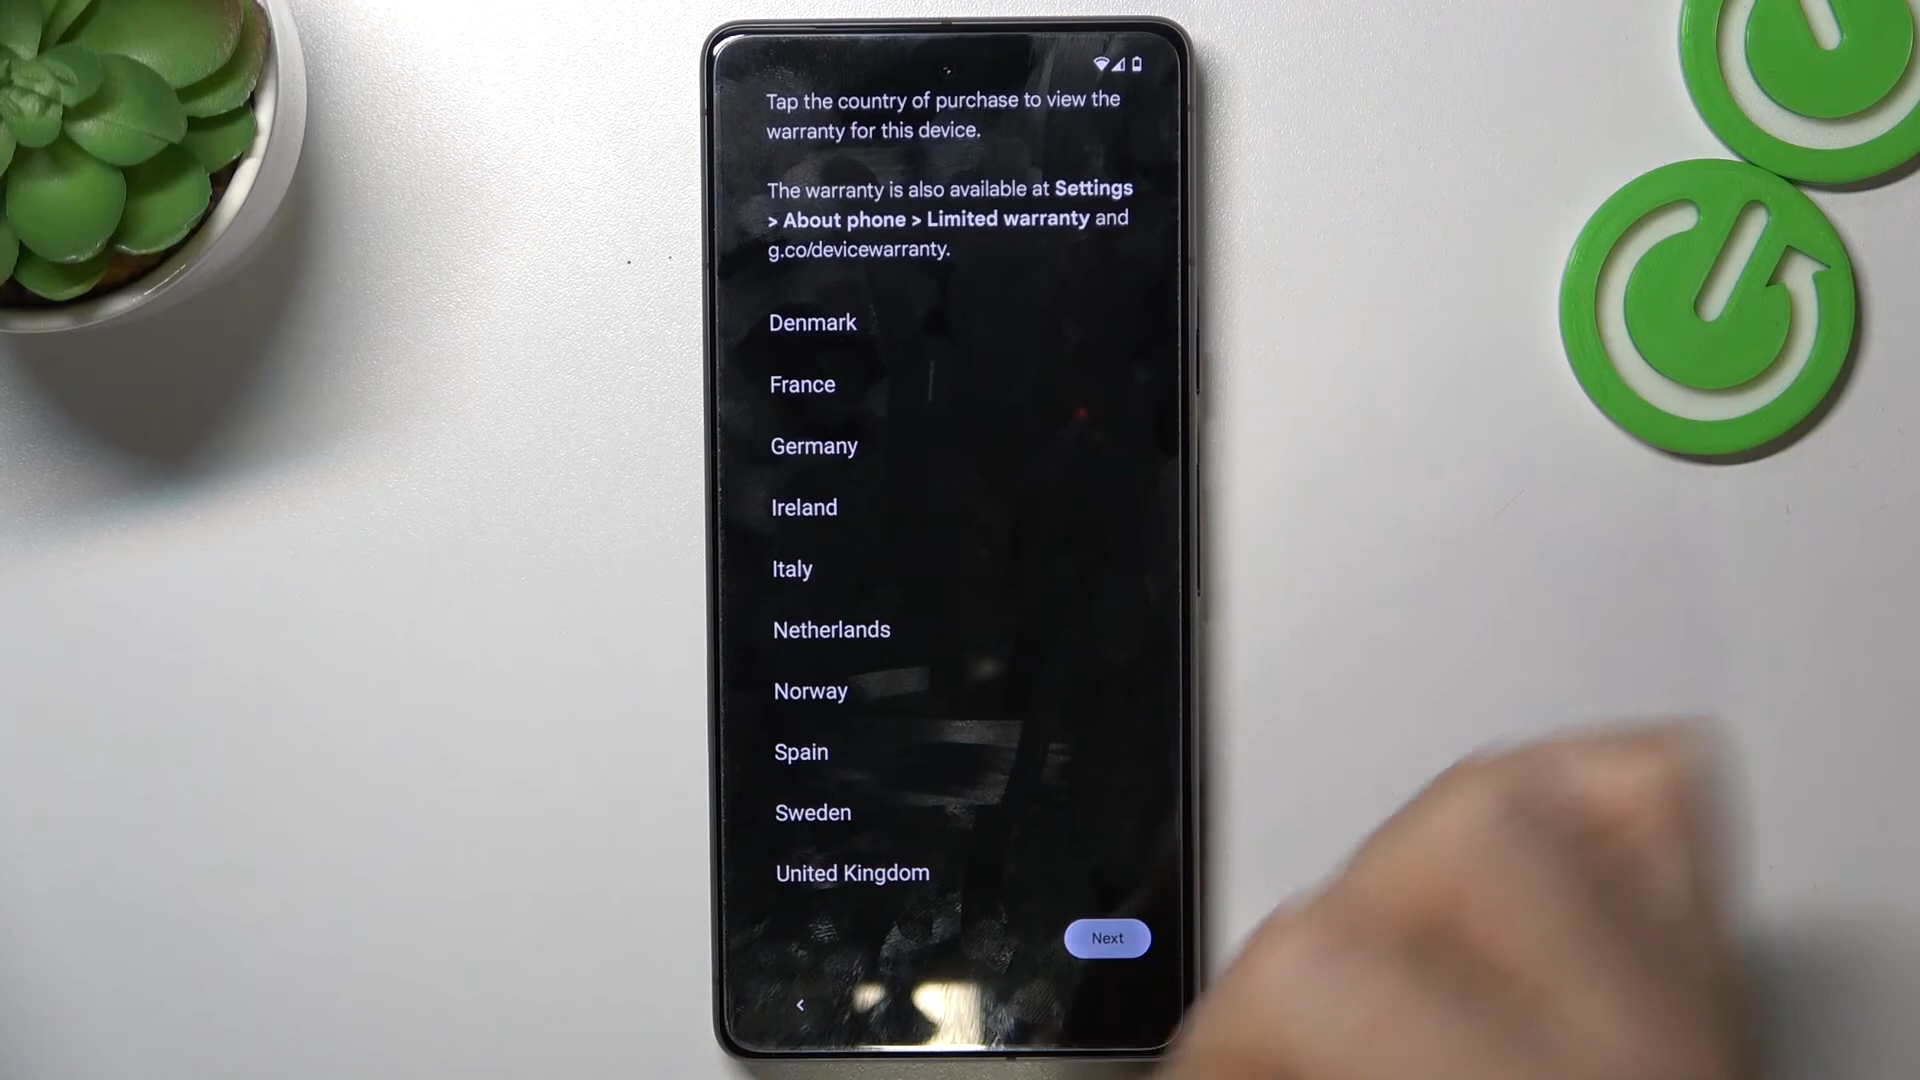 Tap the country of purchase to view the
warranty for this device.
The warranty is also available at Settings
> About phone > Limited warranty and
g.co/devicewarranty.
Denmark
France
Germany
Ireland
Italy
Netherlands
Norway
Spain
Sweden
United Kingdom
Next